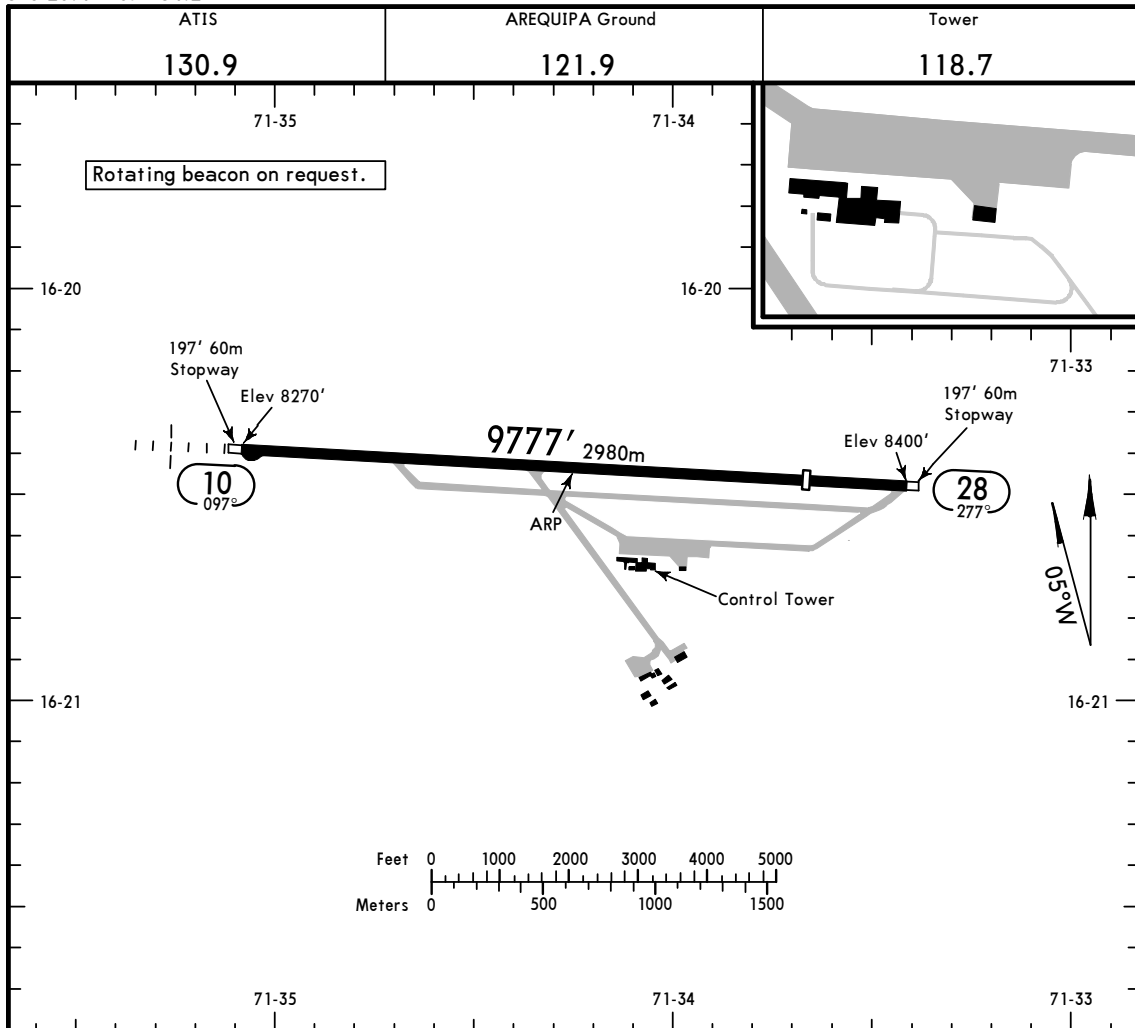 ATIS
130.9
AREQUIPA Ground
121.9
Tower
118.7
71-35
71-34
Rotating beacon on request.
16-20
16-20
71-33
197' 60m
Stopway
Elev 8270'
9777' 2980m
Elev 8400'
197' 60m
Stopway
10
097°
28
277°
ARP
05°W
Control Tower
16-21
16-21
Feet 0 1000 2000 3000 4000 5000
Meters 0 500 1000 1500
71-35
71-34
71-33